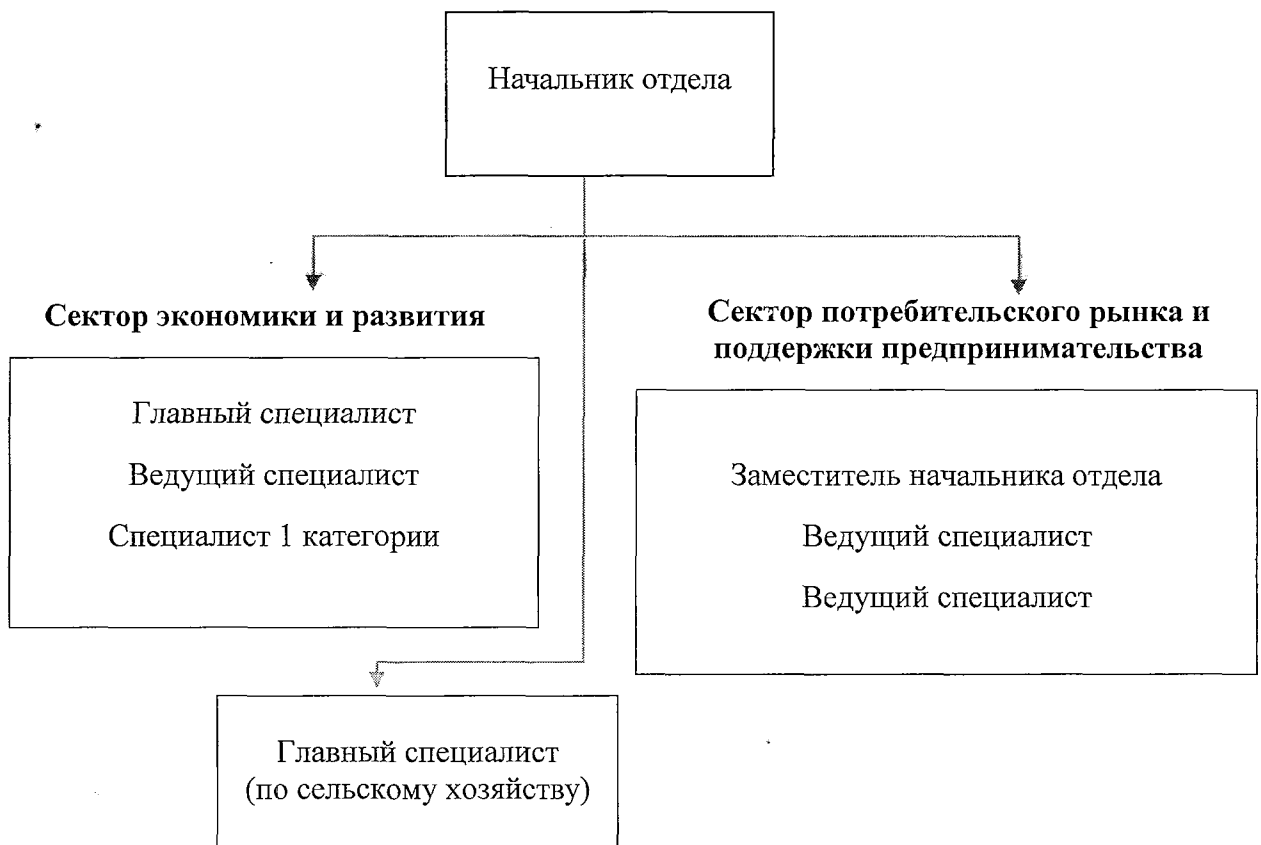 Начальник отдела
Сектор экономики и развития
Главный специалист
Ведущий специалист
Специалист 1 категории
Сектор потребительского рынка и
поддержки предпринимательства
Заместитель начальника отдела
Ведущий специалист
Ведущий специалист
Главный специалист
(по сельскому хозяйству)